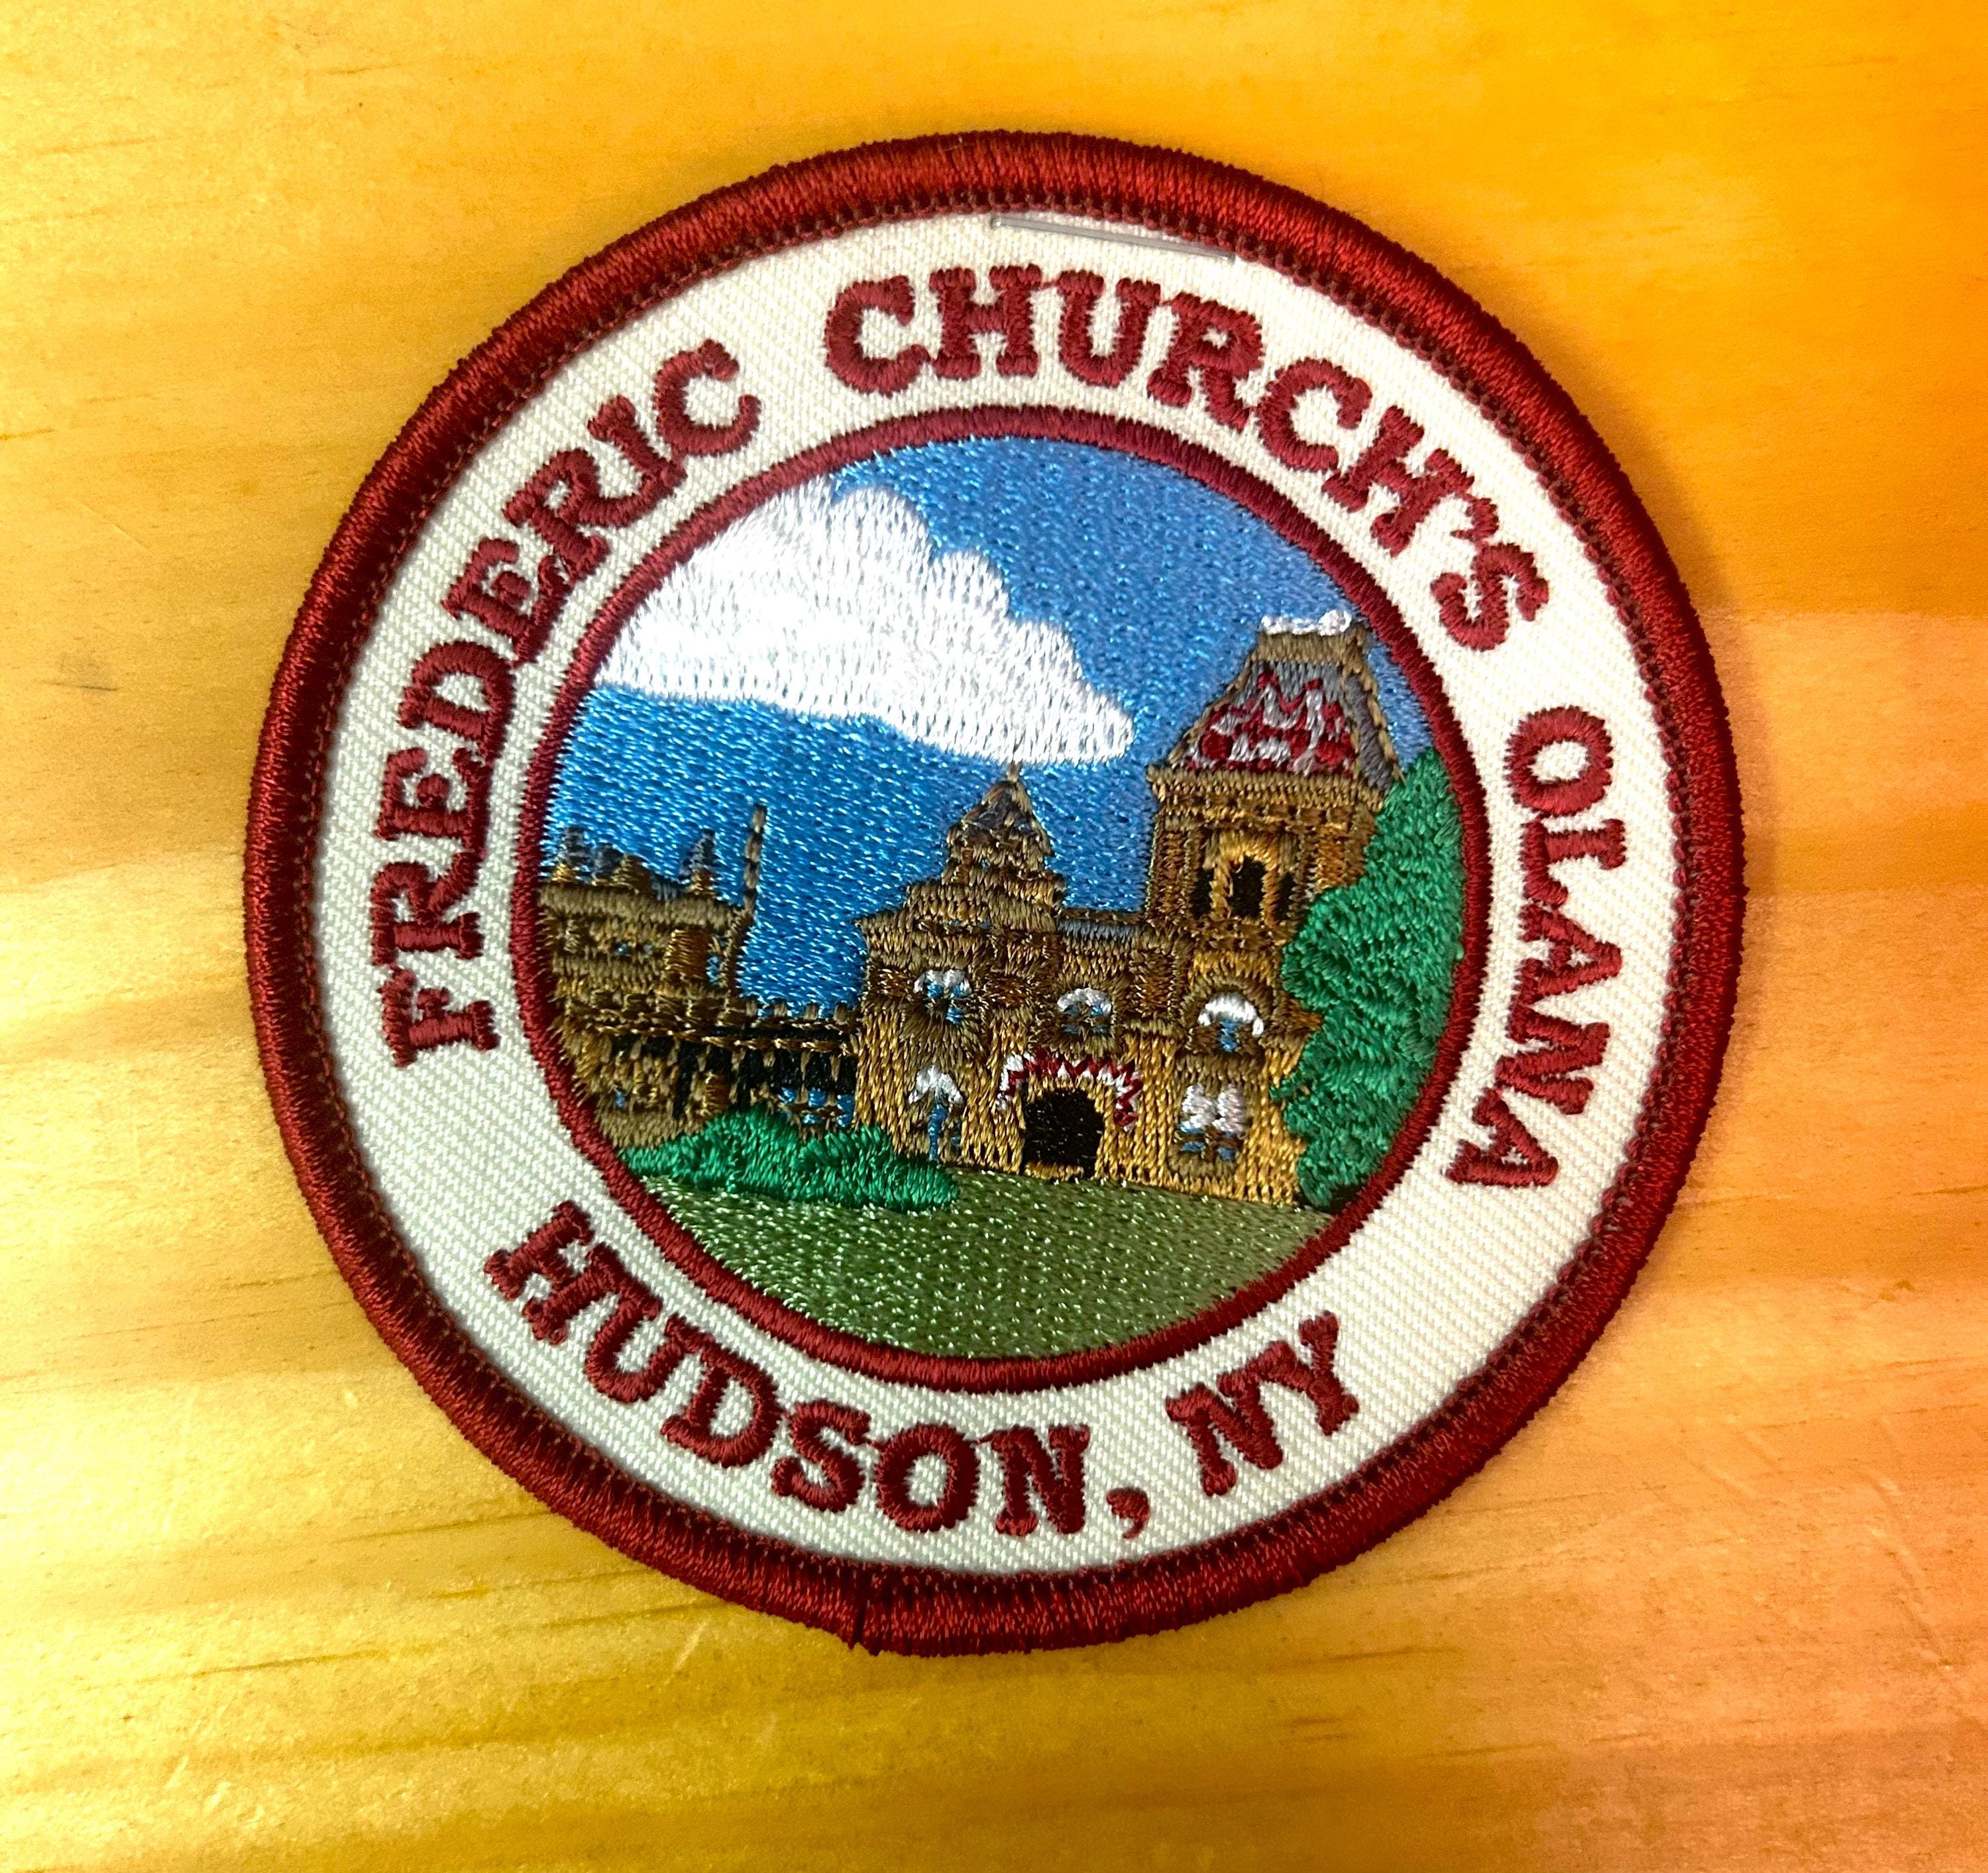 FREDERIC CHURCH'S OLANA
HUDSON, NY